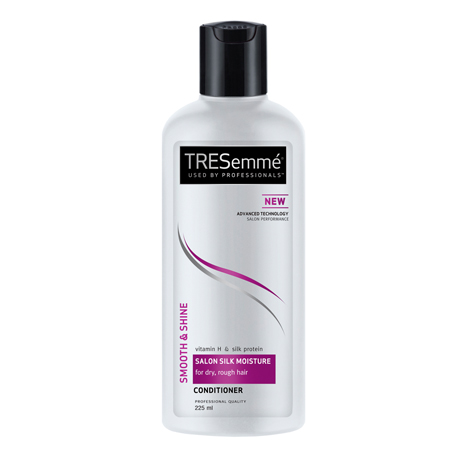 TRESemmé
USED BY PROFESSIONALS™
NEW
ADVANCED TECHNOLOGY
SALON PERFORMANCE
SMOOTH & SHINE
vitamin H & silk protein
SALON SILK MOISTURE
for dry, rough hair
CONDITIONER
PROFESSIONAL QUALITY
225 ml